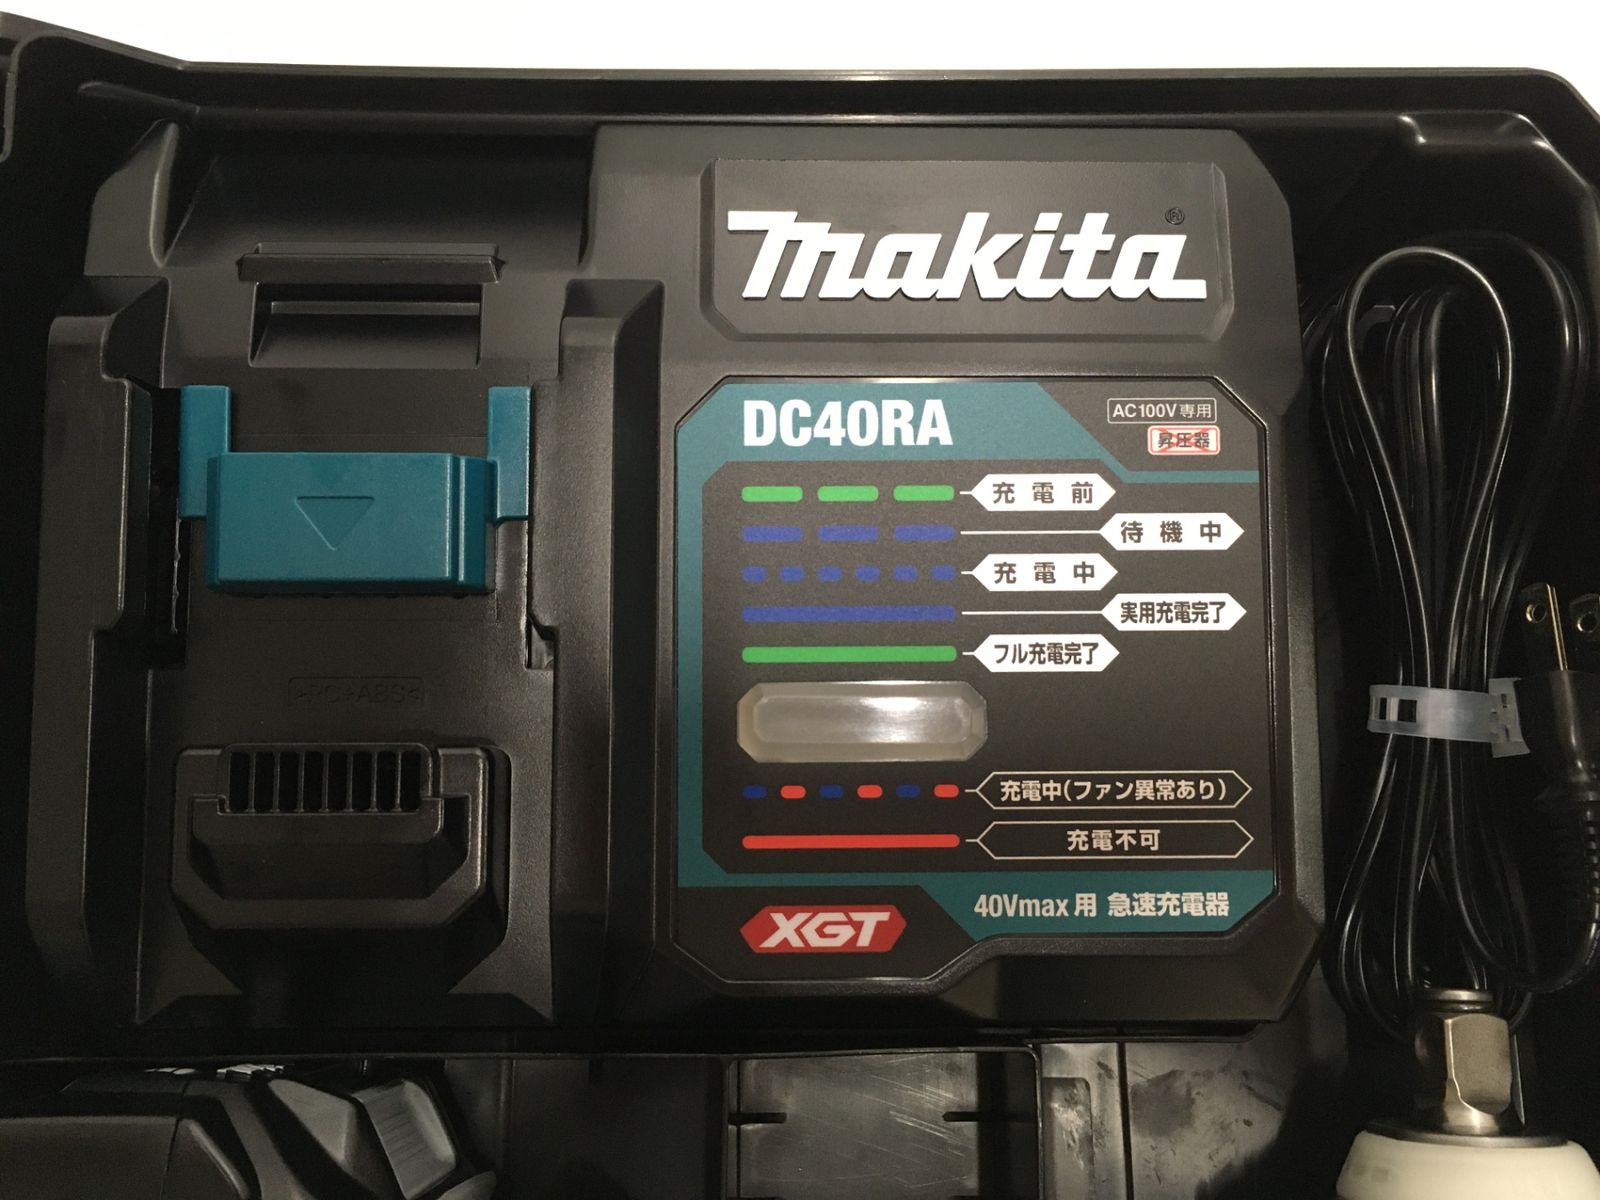 makita
DC40RA
AC100V専用
昇圧器
充電前
待機中
充電中
実用充電完了
フル充電完了
>PC+ABS<
充電中(ファン異常あり)
充電不可
40Vmax用 急速充電器
XGT